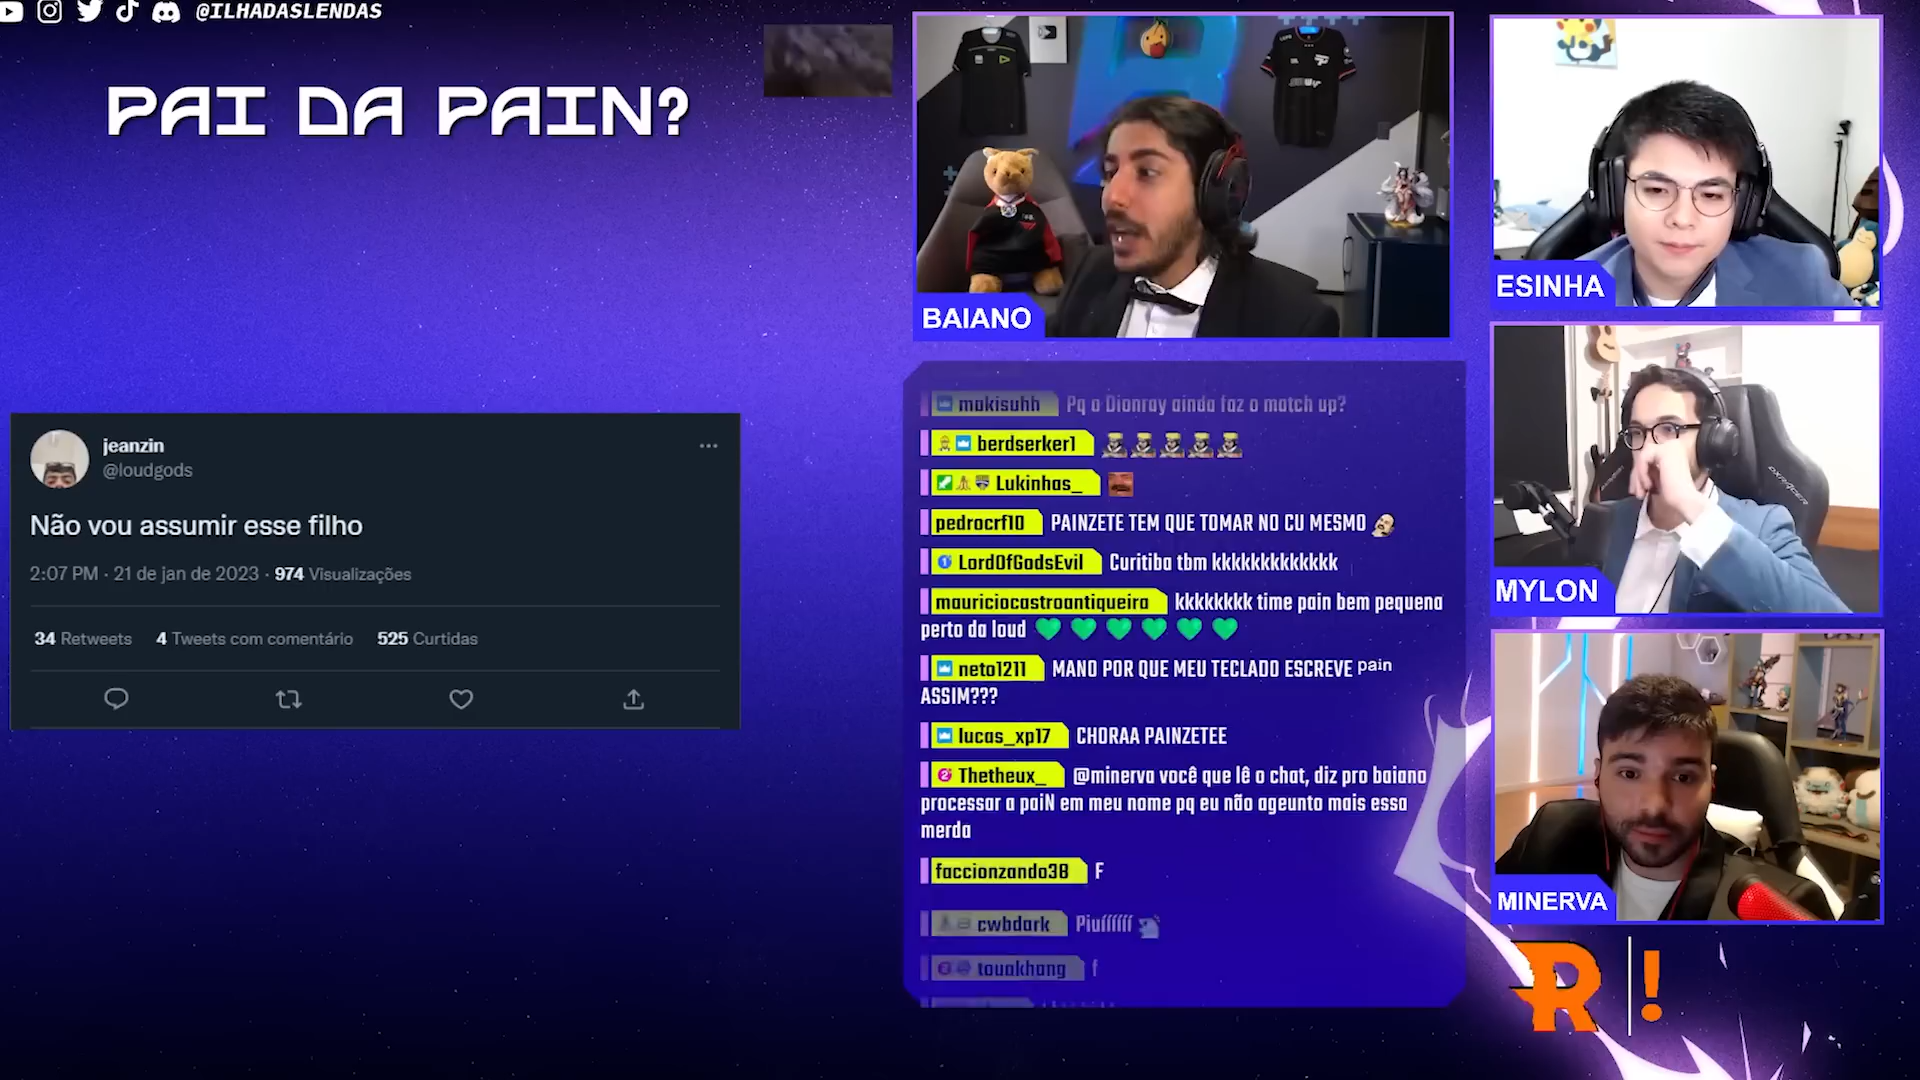 @ILHADASLENDAS
PAI DA PAIN?
jeanzin
@loudgods
Não vou assumir esse filho
2:07 PM · 21 de jan de 2023 · 974 Visualizações
34 Retweets 4 Tweets com comentário 525 Curtidas
BAIANO
makisuhh Pq o Dionray ainda faz o match up?
berdserker1
Lukinhas_
pedrocrf10 PAINZETE TEM QUE TOMAR NO CU MESMO
LordOfGodsEvil Curitiba tbm kkkkkkkkkkkkk
mauriciocastroantiqueira kkkkkkkk time pain bem pequena
perto da loud
neto1211 MANO POR QUE MEU TECLADO ESCREVE ᵖᵃⁱⁿ
ASSIM???
lucas_xp17 CHORAA PAINZETEE
Thetheux_ @minerva você que lê o chat, diz pro baiano
processar a paiN em meu nome pq eu não ageunto mais essa
merda
faccionzando38 F
cwbdark Piuííííííí
touakhang f
ESINHA
MYLON
DXRACER
MINERVA
R!